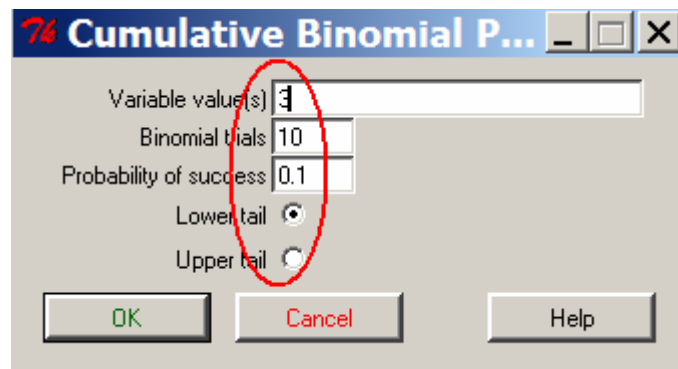 Cumulative Binomial P...
Variable value(s) 3
Binomial trials 10
Probability of success 0.1
Lower tail
Upper tail
OK Cancel Help